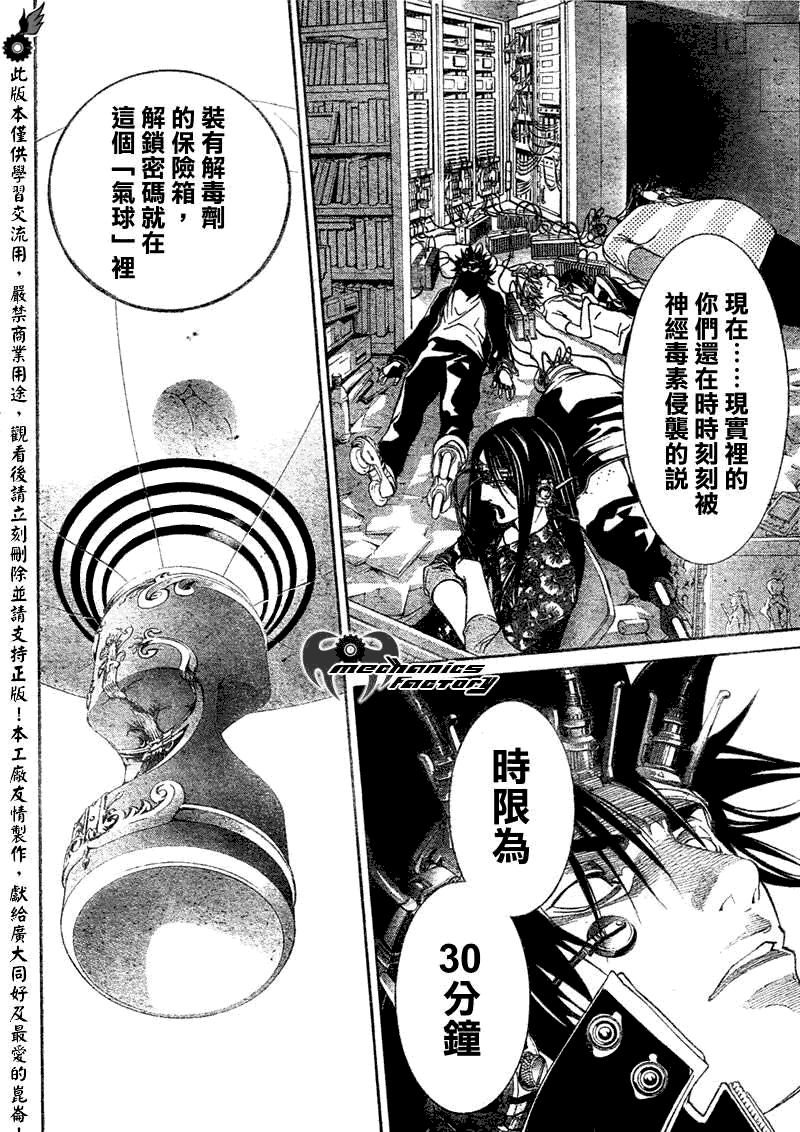 現在……現實裡的
你們還在時時刻刻被
神經毒素侵襲的說
時限為
30分鐘
裝有解毒劑
的保險箱，
解鎖密碼就在
這個「氣球」裡
mechanics
factory
此版本僅供學習交流用，嚴禁商業用途，觀看後請立刻刪除並請支持正版！本工廠友情製作，獻給廣大同好及最愛的崑崙！